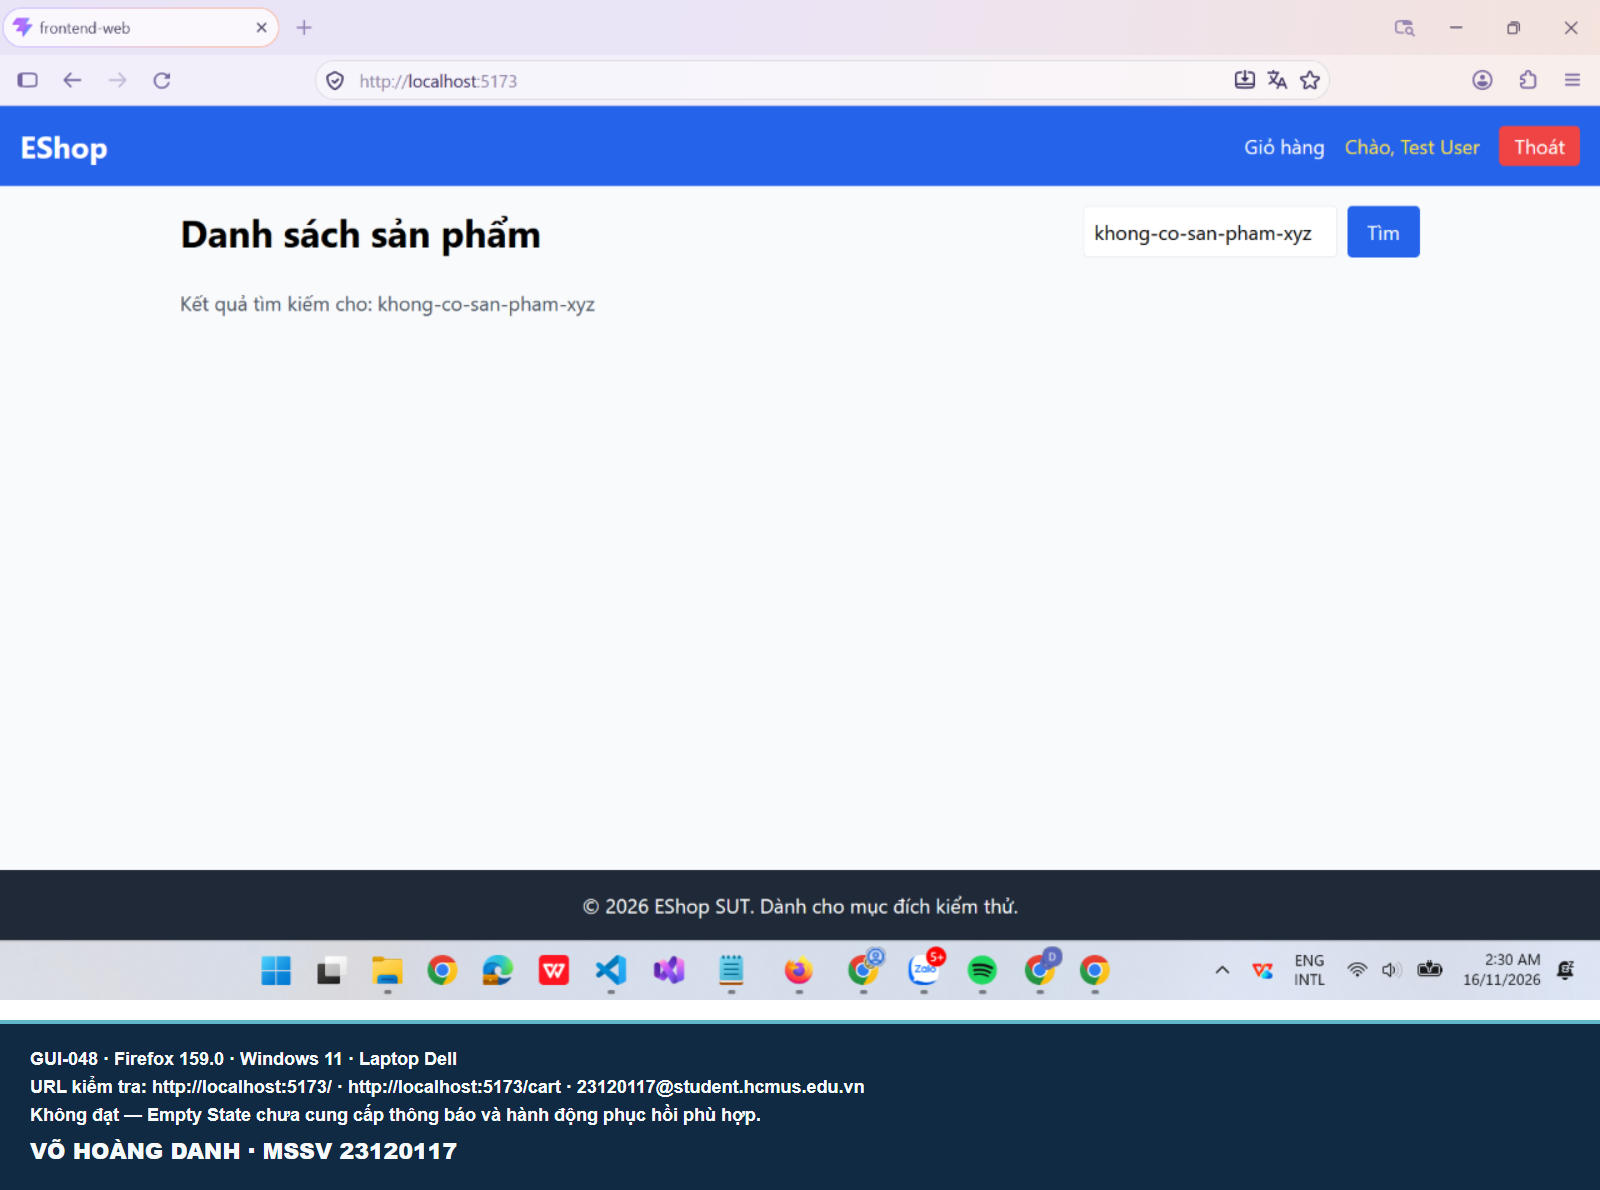 frontend-web
http://localhost:5173
EShop
Giỏ hàng
Chào, Test User
Thoát
Danh sách sản phẩm
khong-co-san-pham-xyz
Tìm
Kết quả tìm kiếm cho: khong-co-san-pham-xyz
© 2026 EShop SUT. Dành cho mục đích kiểm thử.
Zalo
5+
D
ENG
INTL
2:30 AM
16/11/2026
GUI-048 · Firefox 159.0 · Windows 11 · Laptop Dell
URL kiểm tra: http://localhost:5173/ · http://localhost:5173/cart · 23120117@student.hcmus.edu.vn
Không đạt — Empty State chưa cung cấp thông báo và hành động phục hồi phù hợp.
VÕ HOÀNG DANH · MSSV 23120117